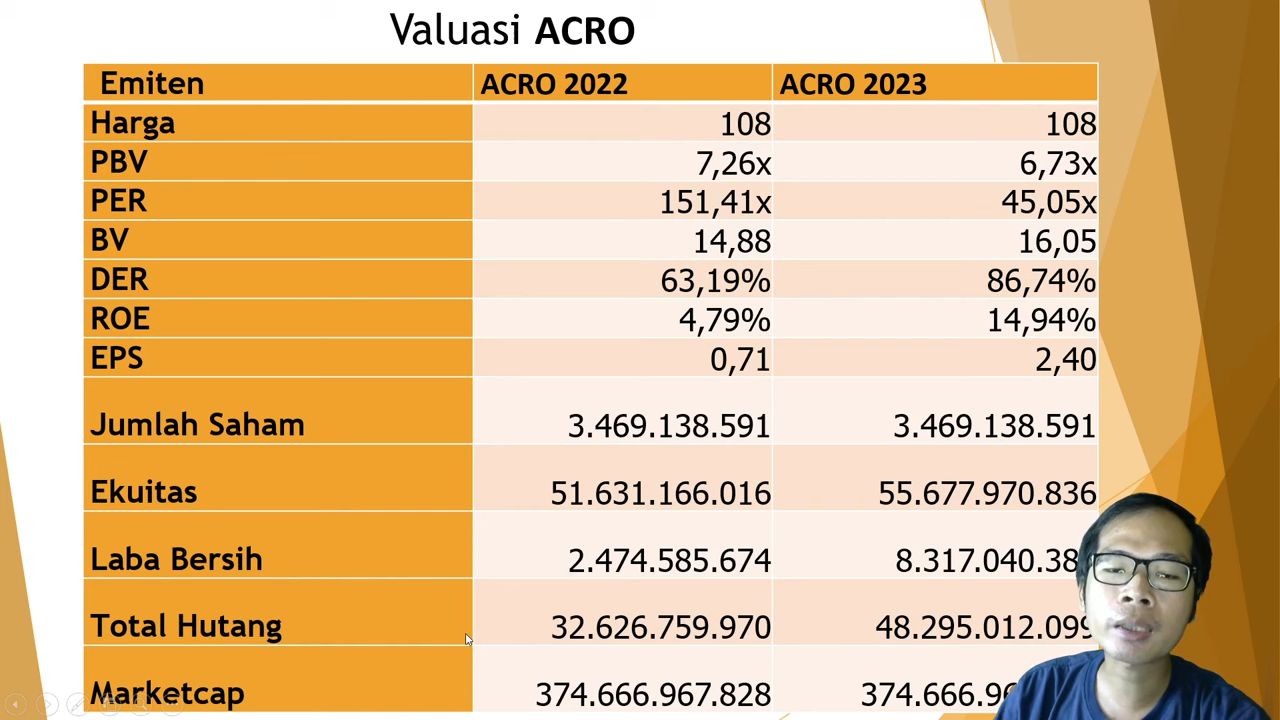 Valuasi ACRO
Emiten ACRO 2022 ACRO 2023
Harga 108 108
PBV 7,26x 6,73x
PER 151,41x 45,05x
BV 14,88 16,05
DER 63,19% 86,74%
ROE 4,79% 14,94%
EPS 0,71 2,40
Jumlah Saham 3.469.138.591 3.469.138.591
Ekuitas 51.631.166.016 55.677.970.836
Laba Bersih 2.474.585.674
Total Hutang 32.626.759.970 48.295.012.099
Marketcap 374.666.967.828